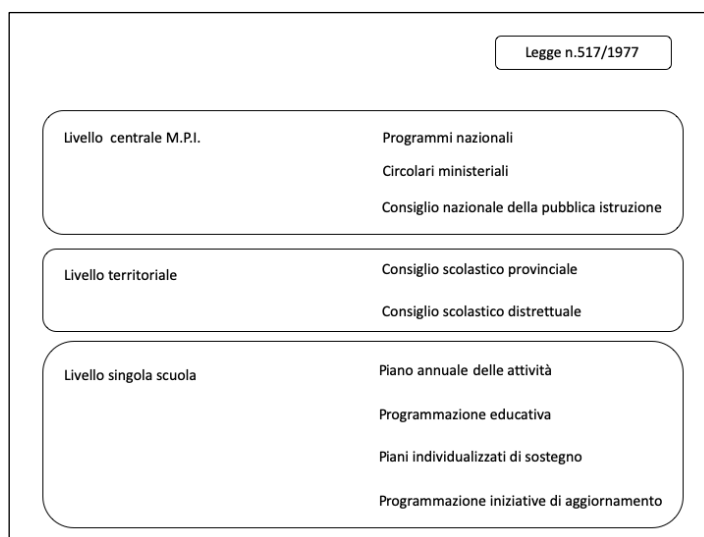 Legge n.517/1977
Livello centrale M.P.I.
Programmi nazionali
Circolari ministeriali
Consiglio nazionale della pubblica istruzione
Livello territoriale
Consiglio scolastico provinciale
Consiglio scolastico distrettuale
Livello singola scuola
Piano annuale delle attività
Programmazione educativa
Piani individualizzati di sostegno
Programmazione iniziative di aggiornamento